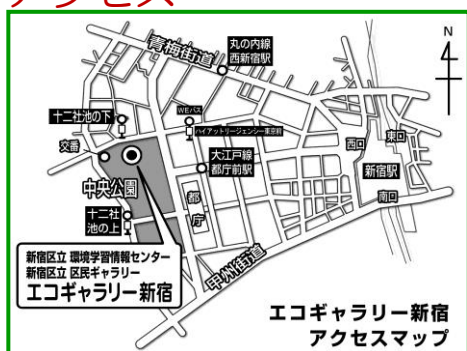 アクセス
N
青梅街道
丸の内線
西新宿駅
十二社池の下
WEバス
ハイアットリージェンシー東京前
交番
中央公園
大江戸線
都庁前駅
都庁
西口
東口
新宿駅
南口
十二社
池の上
甲州街道
新宿区立 環境学習情報センター
新宿区立 区民ギャラリー
エコギャラリー新宿
エコギャラリー新宿
アクセスマップ